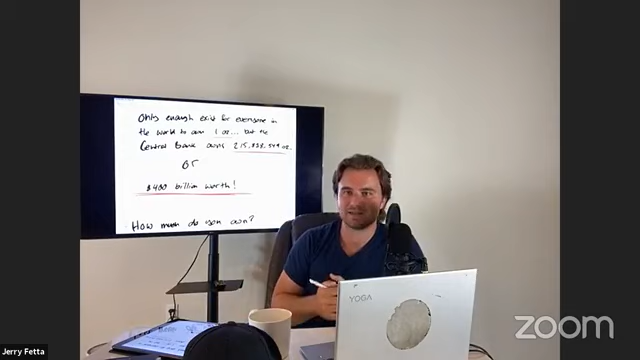 Only enough exist for everyone in
the world to own 1 oz... but the
Central Bank owns 215,838,549 oz.
or
$400 billion worth!
How much do you own?
YOGA
zoom
Jerry Fetta